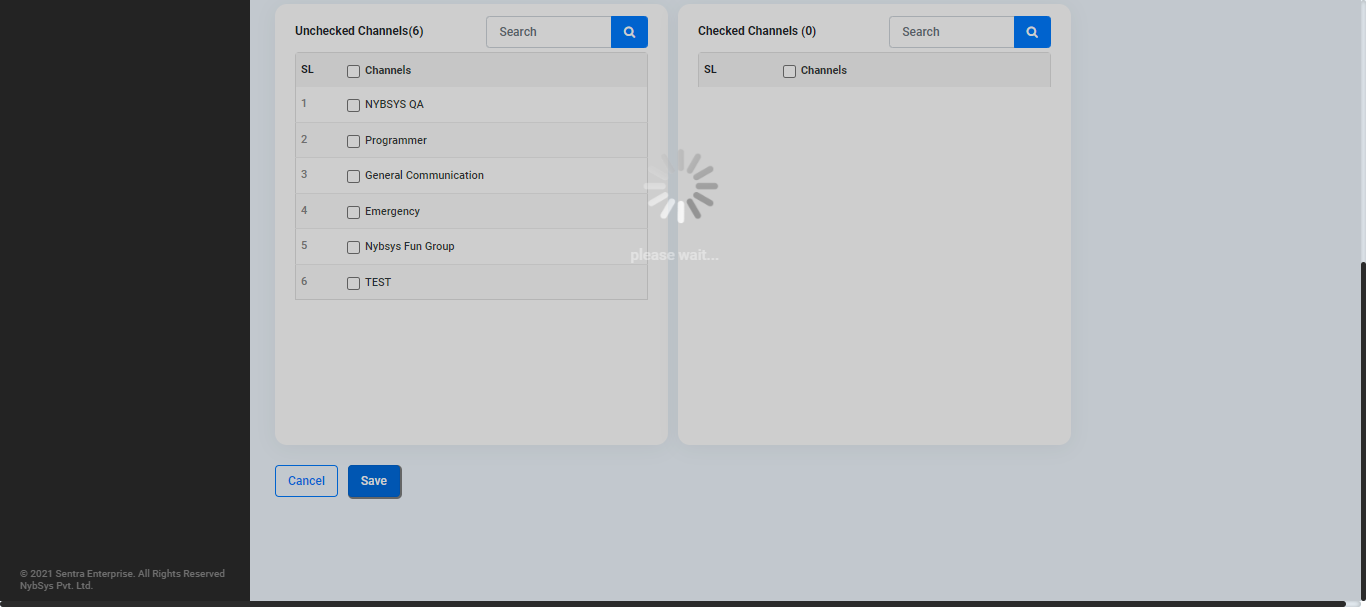 Unchecked Channels(6)
Search
SL
Channels
1
NYBSYS QA
2
Programmer
3
General Communication
4
Emergency
5
Nybsys Fun Group
6
TEST
Checked Channels (0)
Search
SL
Channels
please wait...
Cancel
Save
© 2021 Sentra Enterprise. All Rights Reserved
NybSys Pvt. Ltd.